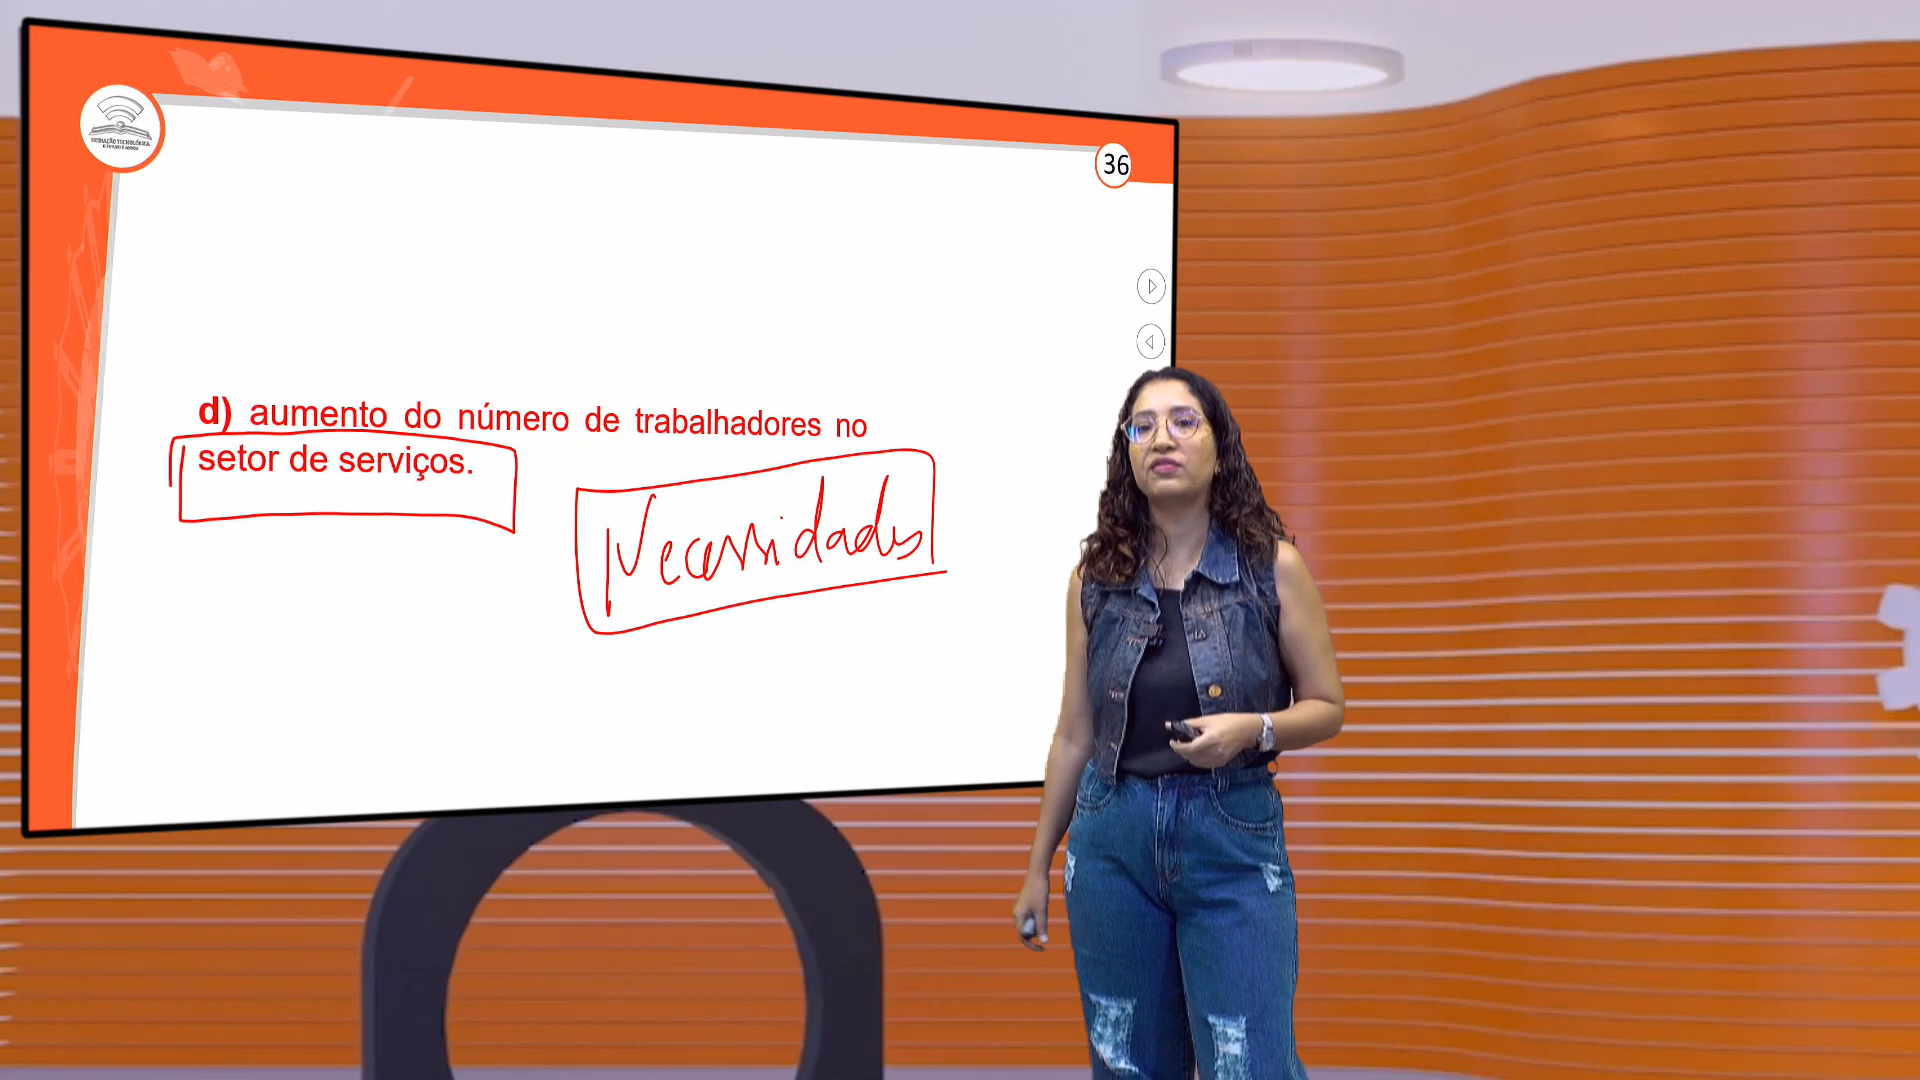 36
d) aumento do número de trabalhadores no
setor de serviços.
Necessidades